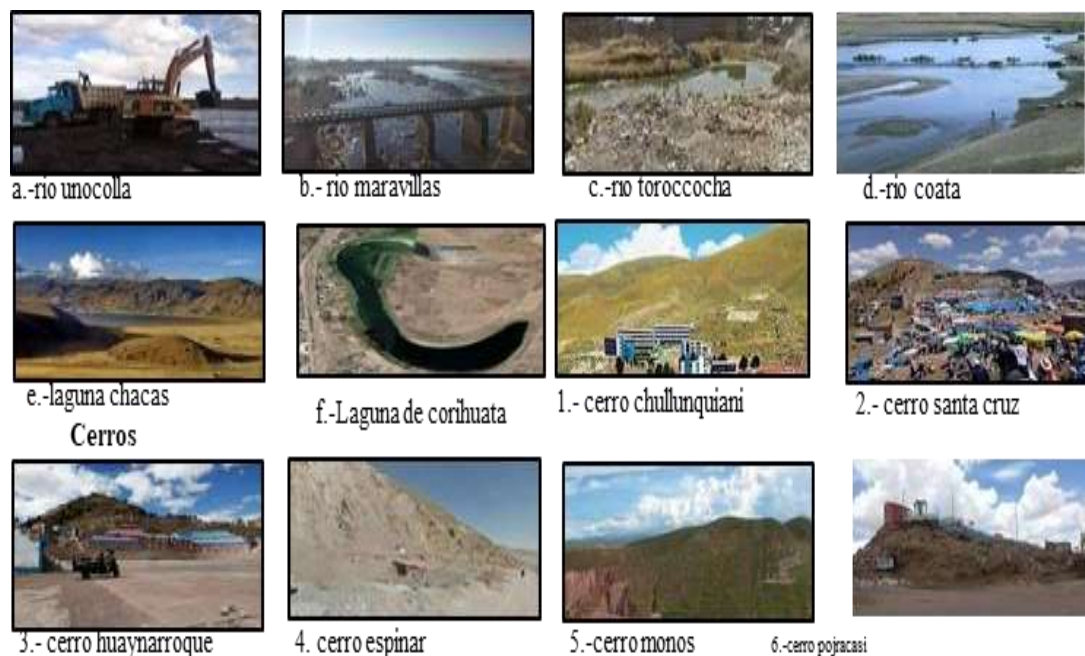 a.-rio unocolla
b.- rio maravillas
c.-rio toroccocha
d.-rio coata
e.-laguna chacas
f.-Laguna de corihuata
1.- cerro chullunquiani
2.- cerro santa cruz
Cerros
3.- cerro huaynarroque
4. cerro espinar
5.-cerro monos
6.-cerro pojracasi